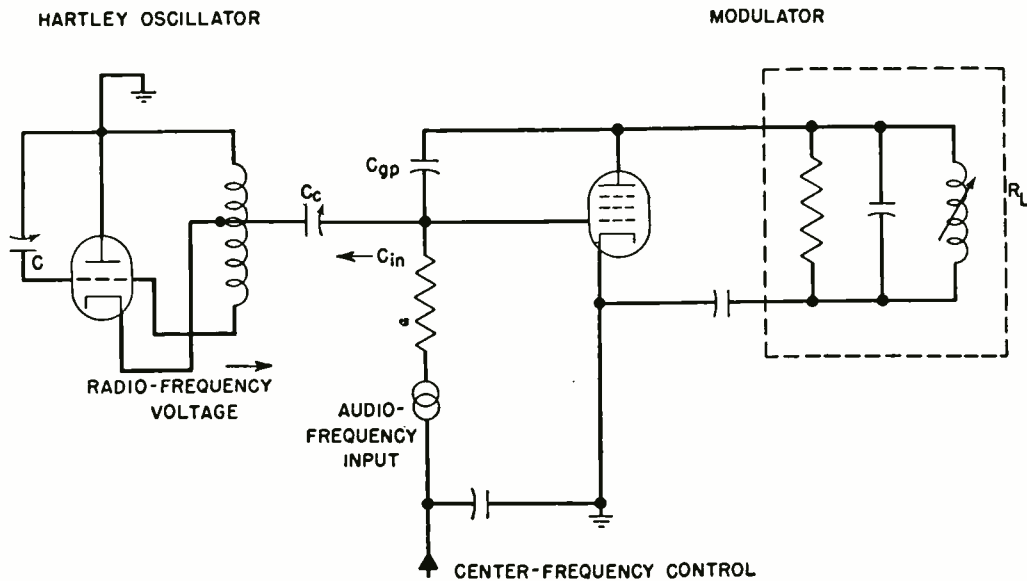 HARTLEY OSCILLATOR
MODULATOR
Cgp
Cc
RL
C
Cin
RADIO-FREQUENCY
VOLTAGE
AUDIO-
FREQUENCY
INPUT
CENTER-FREQUENCY CONTROL